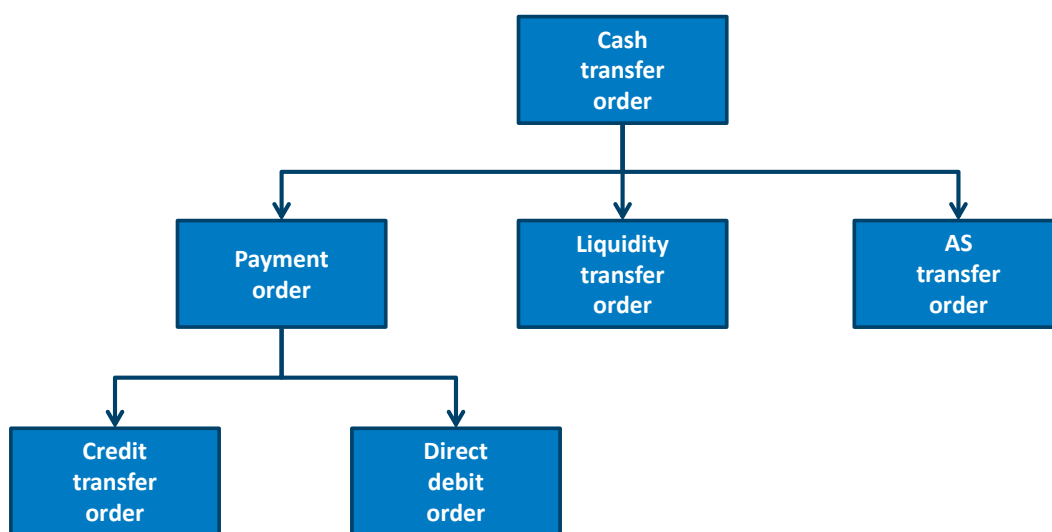 Cash
transfer
order
Payment
order
Liquidity
transfer
order
AS
transfer
order
Credit
transfer
order
Direct
debit
order